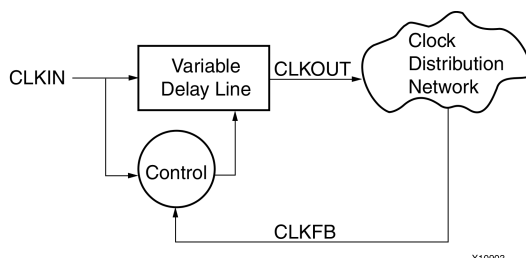 Clock
Distribution
Network
Variable
Delay Line
CLKIN
CLKOUT
Control
CLKFB